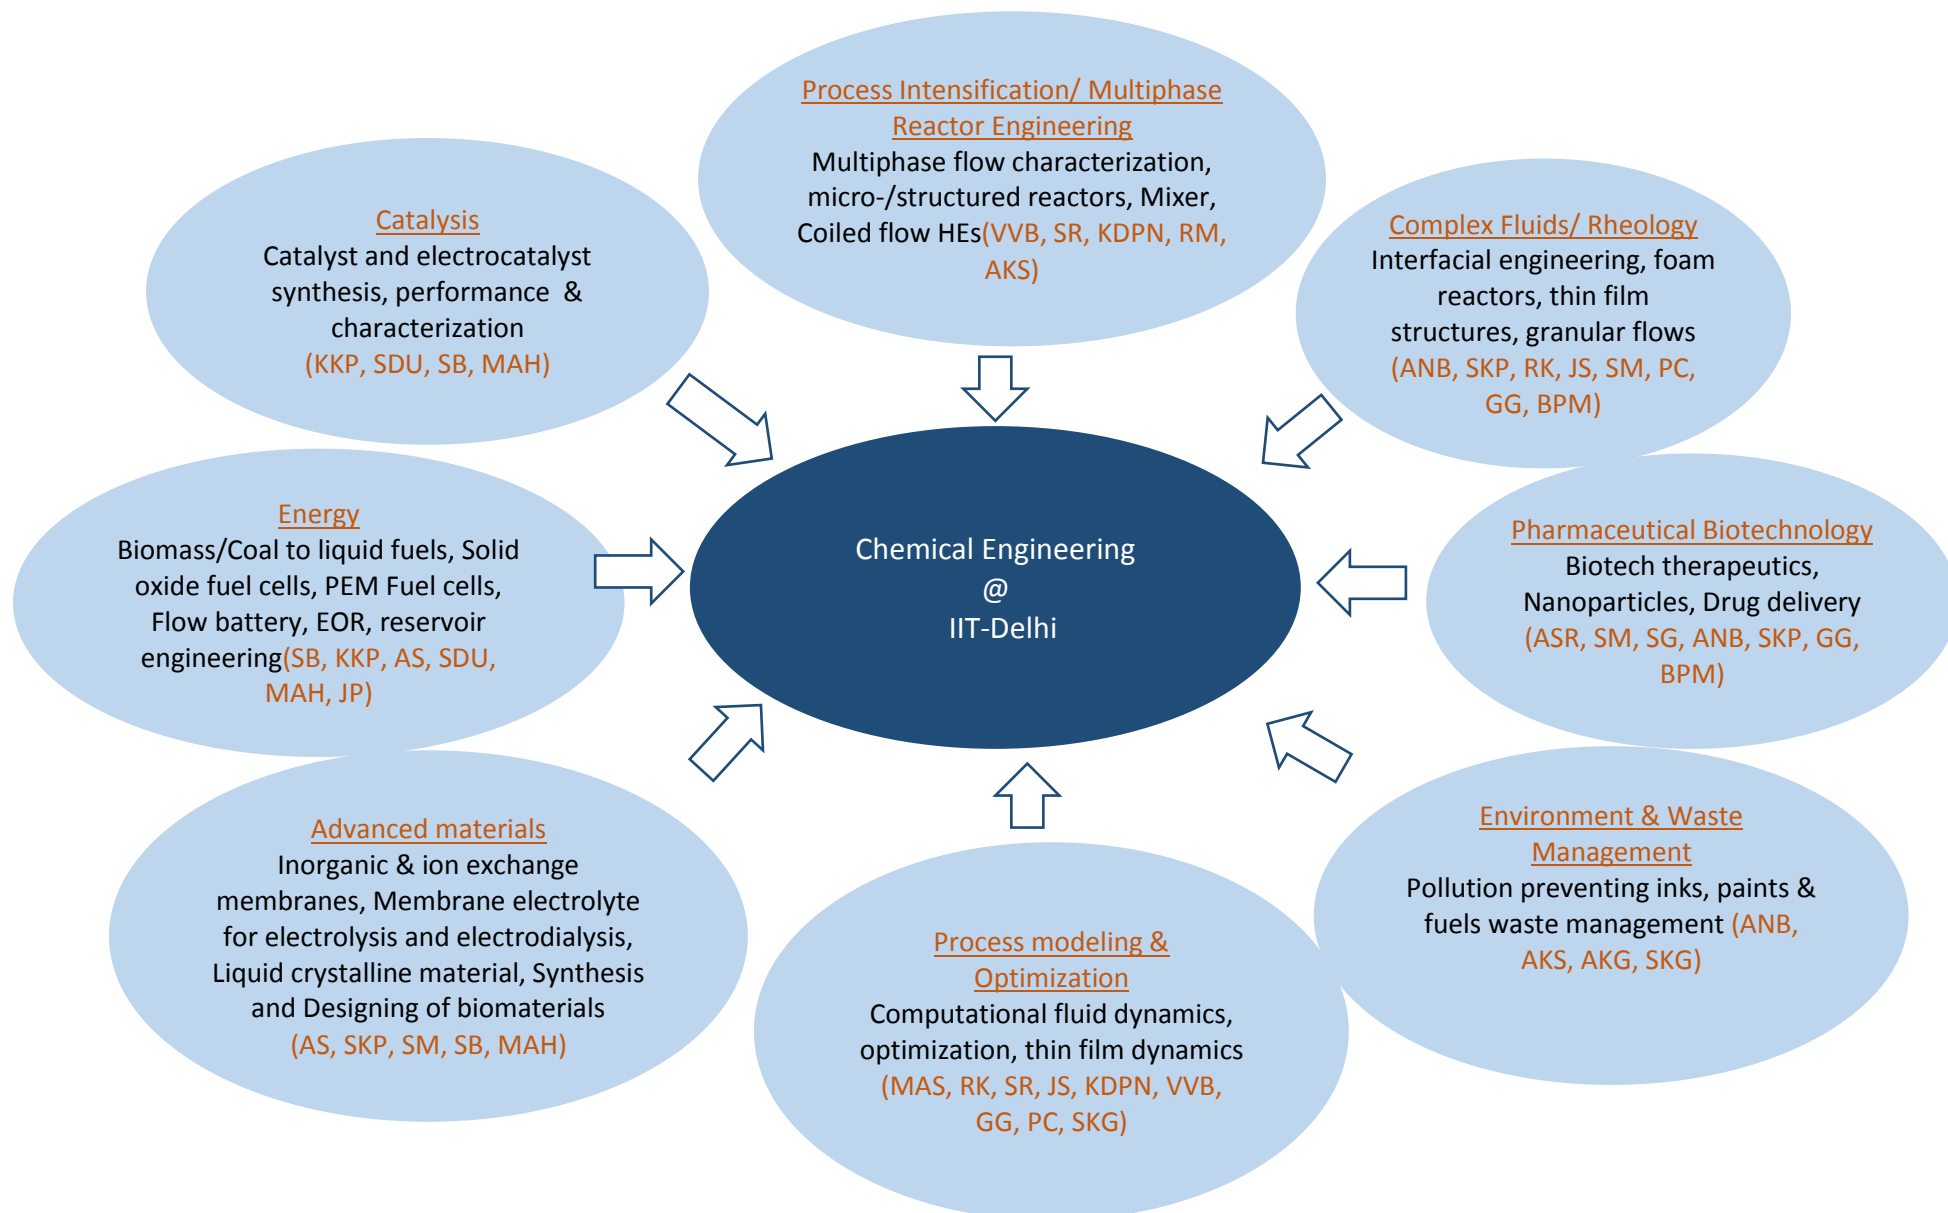 Process Intensification/ Multiphase
Reactor Engineering
Multiphase flow characterization,
micro-/structured reactors, Mixer,
Coiled flow HEs(VVB, SR, KDPN, RM,
AKS)
Catalysis
Catalyst and electrocatalyst
synthesis, performance & 
characterization
(KKP, SDU, SB, MAH)
Complex Fluids/ Rheology
Interfacial engineering, foam
reactors, thin film
structures, granular flows
(ANB, SKP, RK, JS, SM, PC,
GG, BPM)
Energy
Biomass/Coal to liquid fuels, Solid
oxide fuel cells, PEM Fuel cells,
Flow battery, EOR, reservoir
engineering(SB, KKP, AS, SDU,
MAH, JP)
Chemical Engineering
@
IIT-Delhi
Pharmaceutical Biotechnology
Biotech therapeutics,
Nanoparticles, Drug delivery
(ASR, SM, SG, ANB, SKP, GG,
BPM)
Advanced materials
Inorganic & ion exchange
membranes, Membrane electrolyte
for electrolysis and electrodialysis,
Liquid crystalline material, Synthesis
and Designing of biomaterials
(AS, SKP, SM, SB, MAH)
Process modeling &
Optimization
Computational fluid dynamics,
optimization, thin film dynamics
(MAS, RK, SR, JS, KDPN, VVB,
GG, PC, SKG)
Environment & Waste
Management
Pollution preventing inks, paints &
fuels waste management (ANB,
AKS, AKG, SKG)